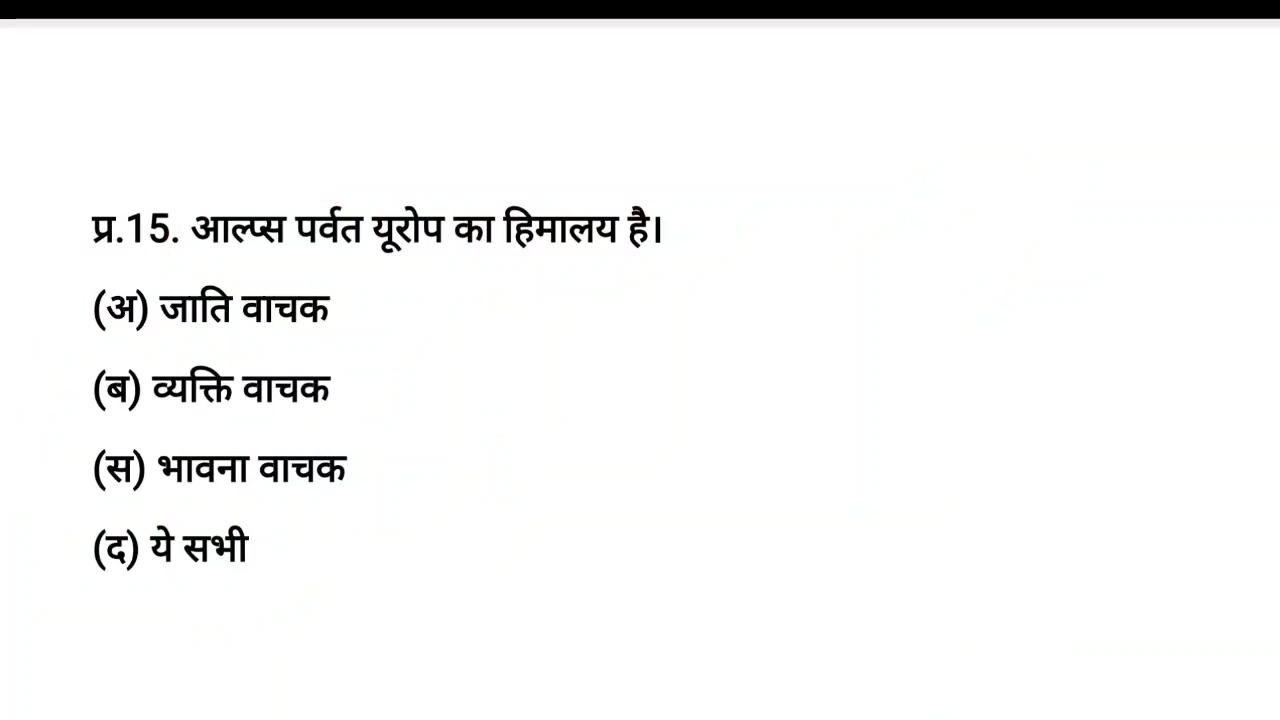 प्र.15. आल्प्स पर्वत यूरोप का हिमालय है।
(अ) जाति वाचक
(ब) व्यक्ति वाचक
(स) भावना वाचक
(द) ये सभी